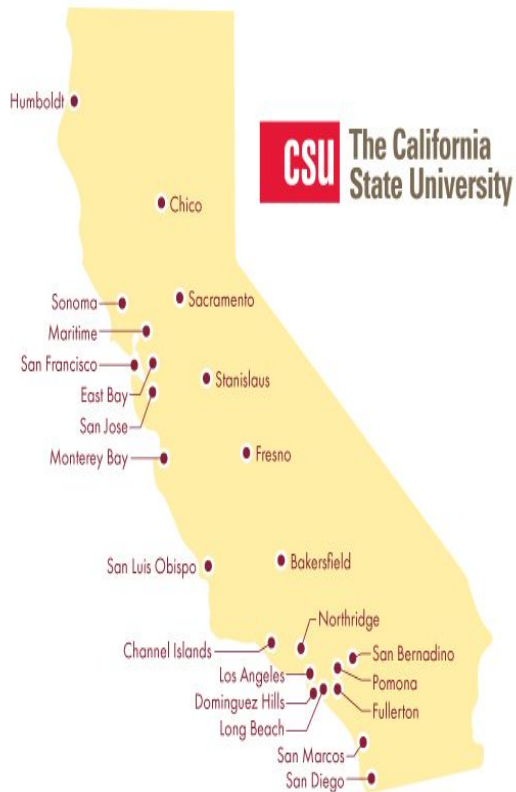 Humboldt
csu
The California
State University
Chico
Sonoma
Sacramento
Maritime
San Francisco
East Bay
Stanislaus
San Jose
Monterey Bay
Fresno
San Luis Obispo
Bakersfield
Northridge
Channel Islands
San Bernadino
Los Angeles
Pomona
Dominguez Hills
Fullerton
Long Beach
San Marcos
San Diego